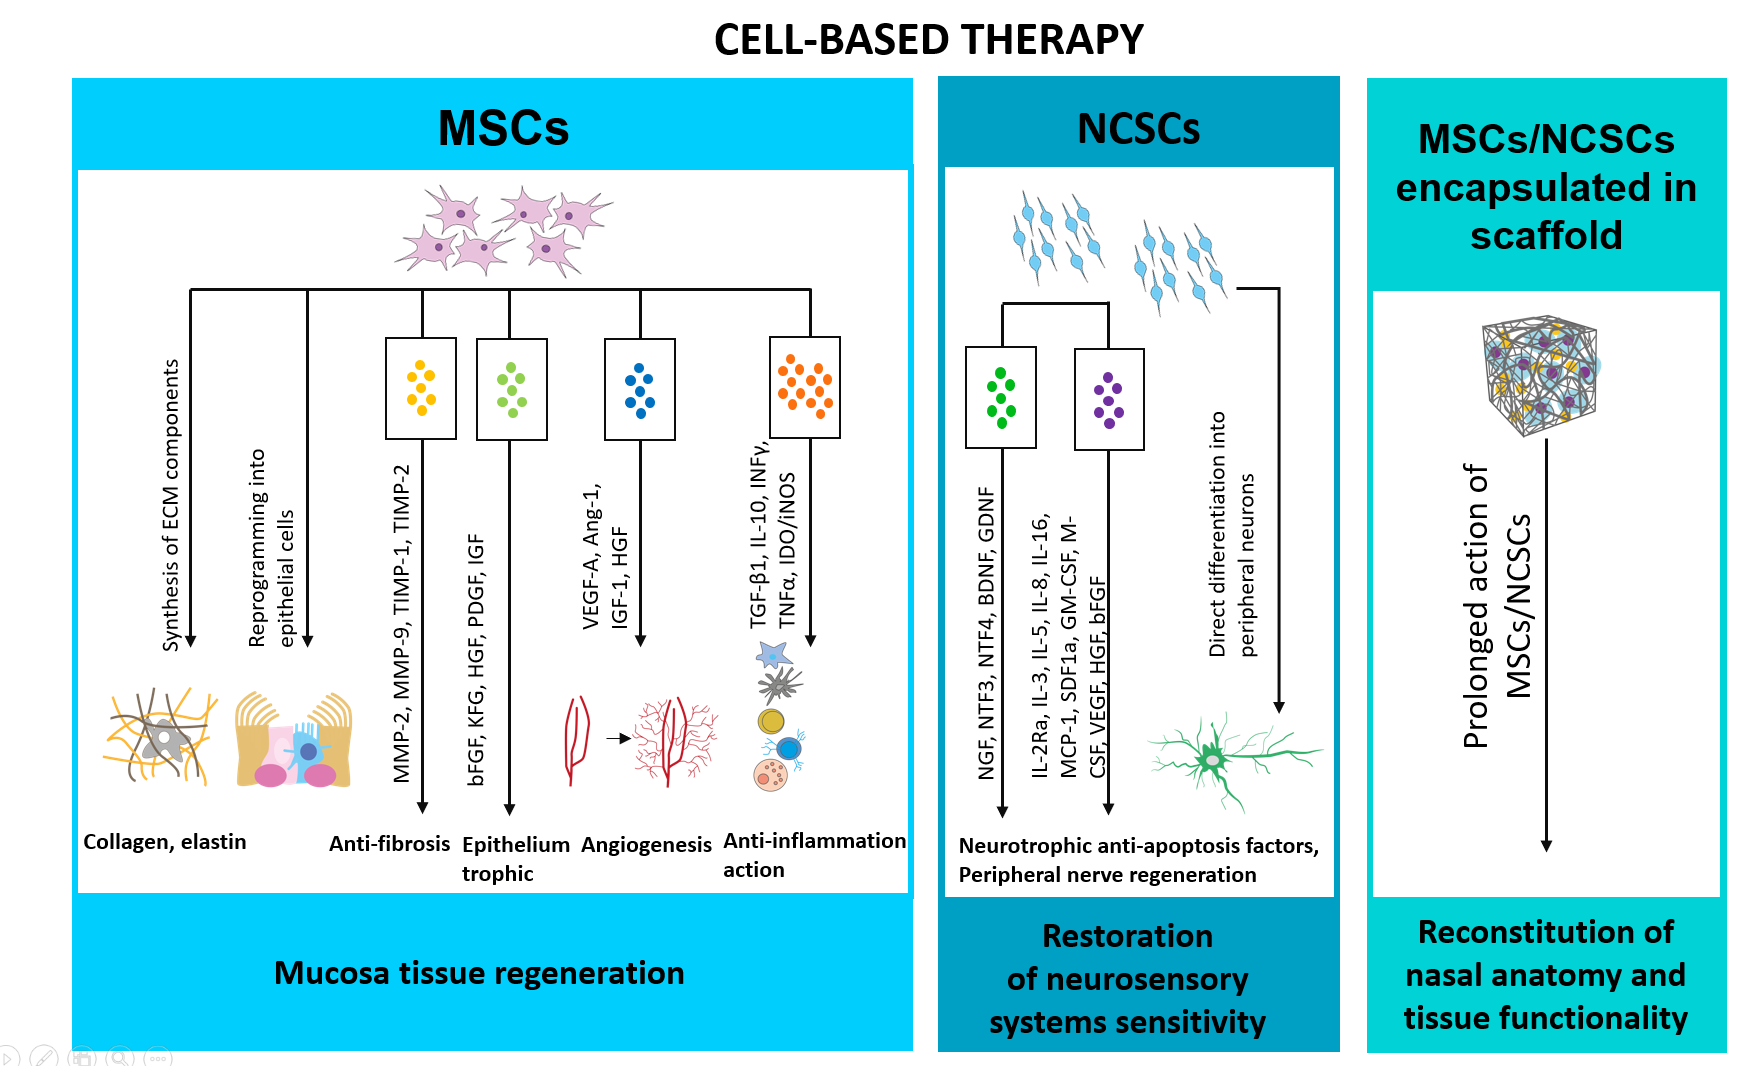 CELL-BASED THERAPY
MSCs
Synthesis of ECM components
Reprogramming into
epithelial cells
MMP-2, MMP-9, TIMP-1, TIMP-2
bFGF, KFG, HGF, PDGF, IGF
VEGF-A, Ang-1,
IGF-1, HGF
TGF-β1, IL-10, INFγ,
TNFα, IDO/iNOS
Collagen, elastin
Anti-fibrosis
Epithelium
trophic
Angiogenesis
Anti-inflammation
action
Mucosa tissue regeneration
NCSCs
NGF, NTF3, NTF4, BDNF, GDNF
IL-2Ra, IL-3, IL-5, IL-8, IL-16,
MCP-1, SDF1a, GM-CSF, M-
CSF, VEGF, HGF, bFGF
Direct differentiation into
peripheral neurons
Neurotrophic anti-apoptosis factors,
Peripheral nerve regeneration
Restoration
of neurosensory
systems sensitivity
MSCs/NCSCs
encapsulated in
scaffold
Prolonged action of
MSCs/NCSCs
Reconstitution of
nasal anatomy and
tissue functionality